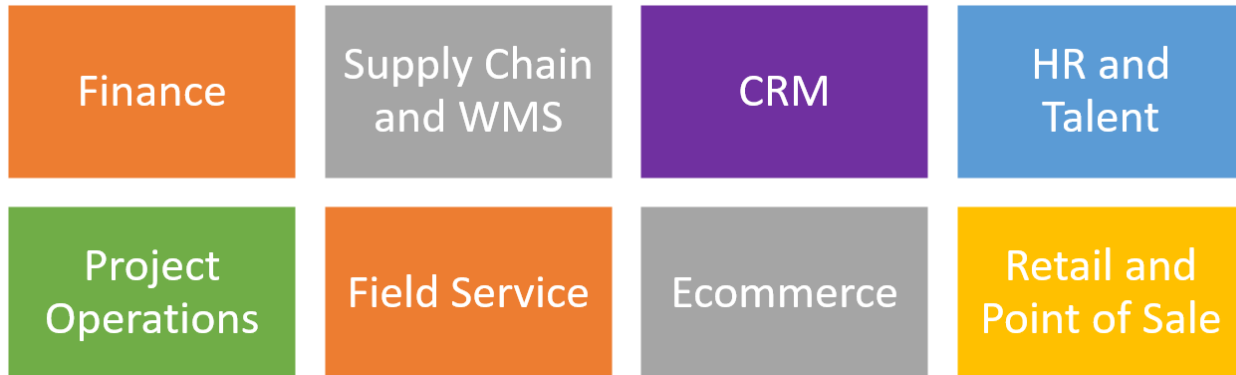 Finance
Supply Chain
and WMS
CRM
HR and
Talent
Project
Operations
Field Service
Ecommerce
Retail and
Point of Sale